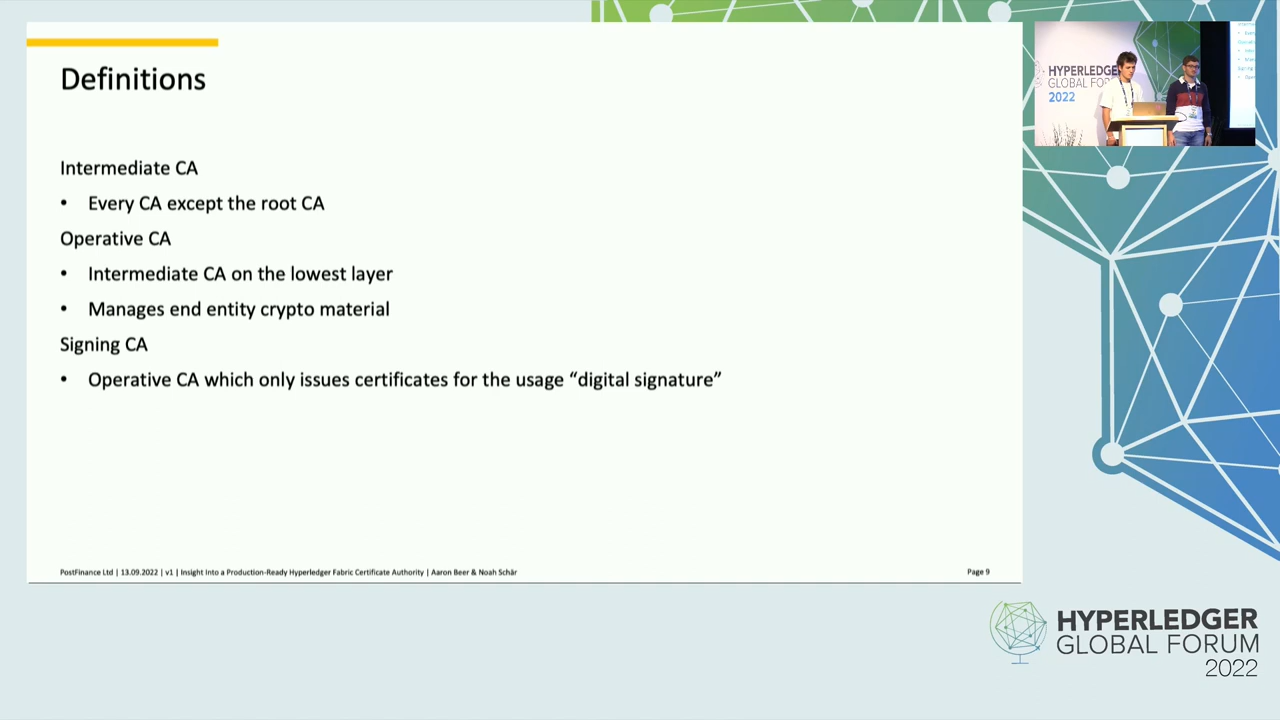 Definitions
Intermediate CA
• Every CA except the root CA
Operative CA
• Intermediate CA on the lowest layer
• Manages end entity crypto material
Signing CA
• Operative CA which only issues certificates for the usage “digital signature”
PostFinance Ltd | 13.09.2022 | v1 | Insight Into a Production-Ready Hyperledger Fabric Certificate Authority | Aaron Beer & Noah Schär
Page 9
HYPERLEDGER
GLOBAL FOR
2022
HYPERLEDGER
GLOBAL FORUM
2022